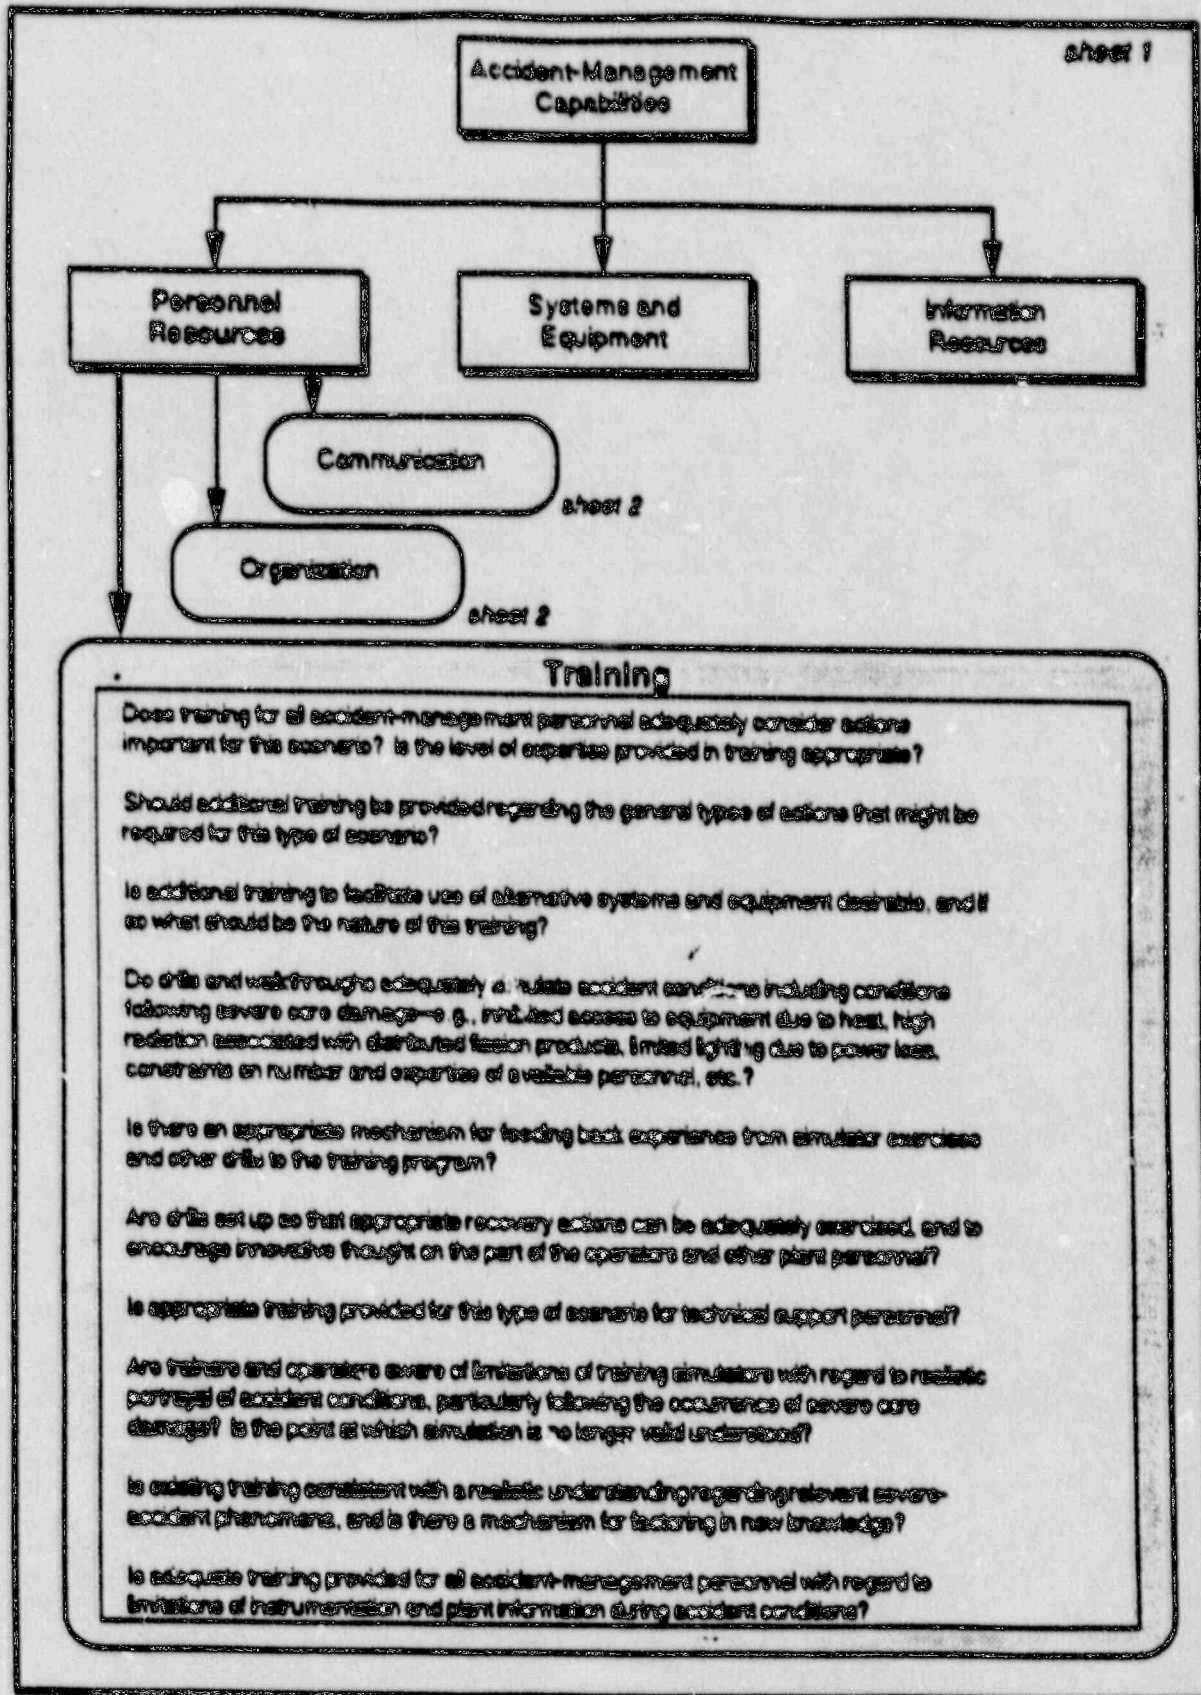 sheet 1
Accident-Management
Capabilities
Personnel
Resources
Systems and
Equipment
Information
Resources
Communication
sheet 2
Organization
sheet 2
Training
Does training for all accident-management personnel adequately consider actions
important for this scenario? Is the level of expertise provided in training appropriate?
Should additional training be provided regarding the general types of actions that might be
required for this type of scenario?
Is additional training to facilitate use of alternative systems and equipment desirable, and if
so what should be the nature of this training?
Do drills and walkthroughs adequately simulate accident conditions including conditions
following severe core damage—e.g., inhibited access to equipment due to heat, high
radiation associated with distributed fission products, limited lighting due to power loss,
constraints on number and expertise of available personnel, etc.?
Is there an appropriate mechanism for feeding back experience from simulator exercises
and other drills to the training program?
Are drills set up so that appropriate recovery actions can be adequately exercised, and to
encourage innovative thought on the part of the operators and other plant personnel?
Is appropriate training provided for this type of scenario for technical support personnel?
Are trainers and operators aware of limitations of training simulators with regard to realistic
portrayal of accident conditions, particularly following the occurrence of severe core
damage? Is the point at which simulation is no longer valid understood?
Is existing training consistent with a realistic understanding regarding relevant severe-
accident phenomena, and is there a mechanism for factoring in new knowledge?
Is adequate training provided for all accident-management personnel with regard to
limitations of instrumentation and plant information during accident conditions?